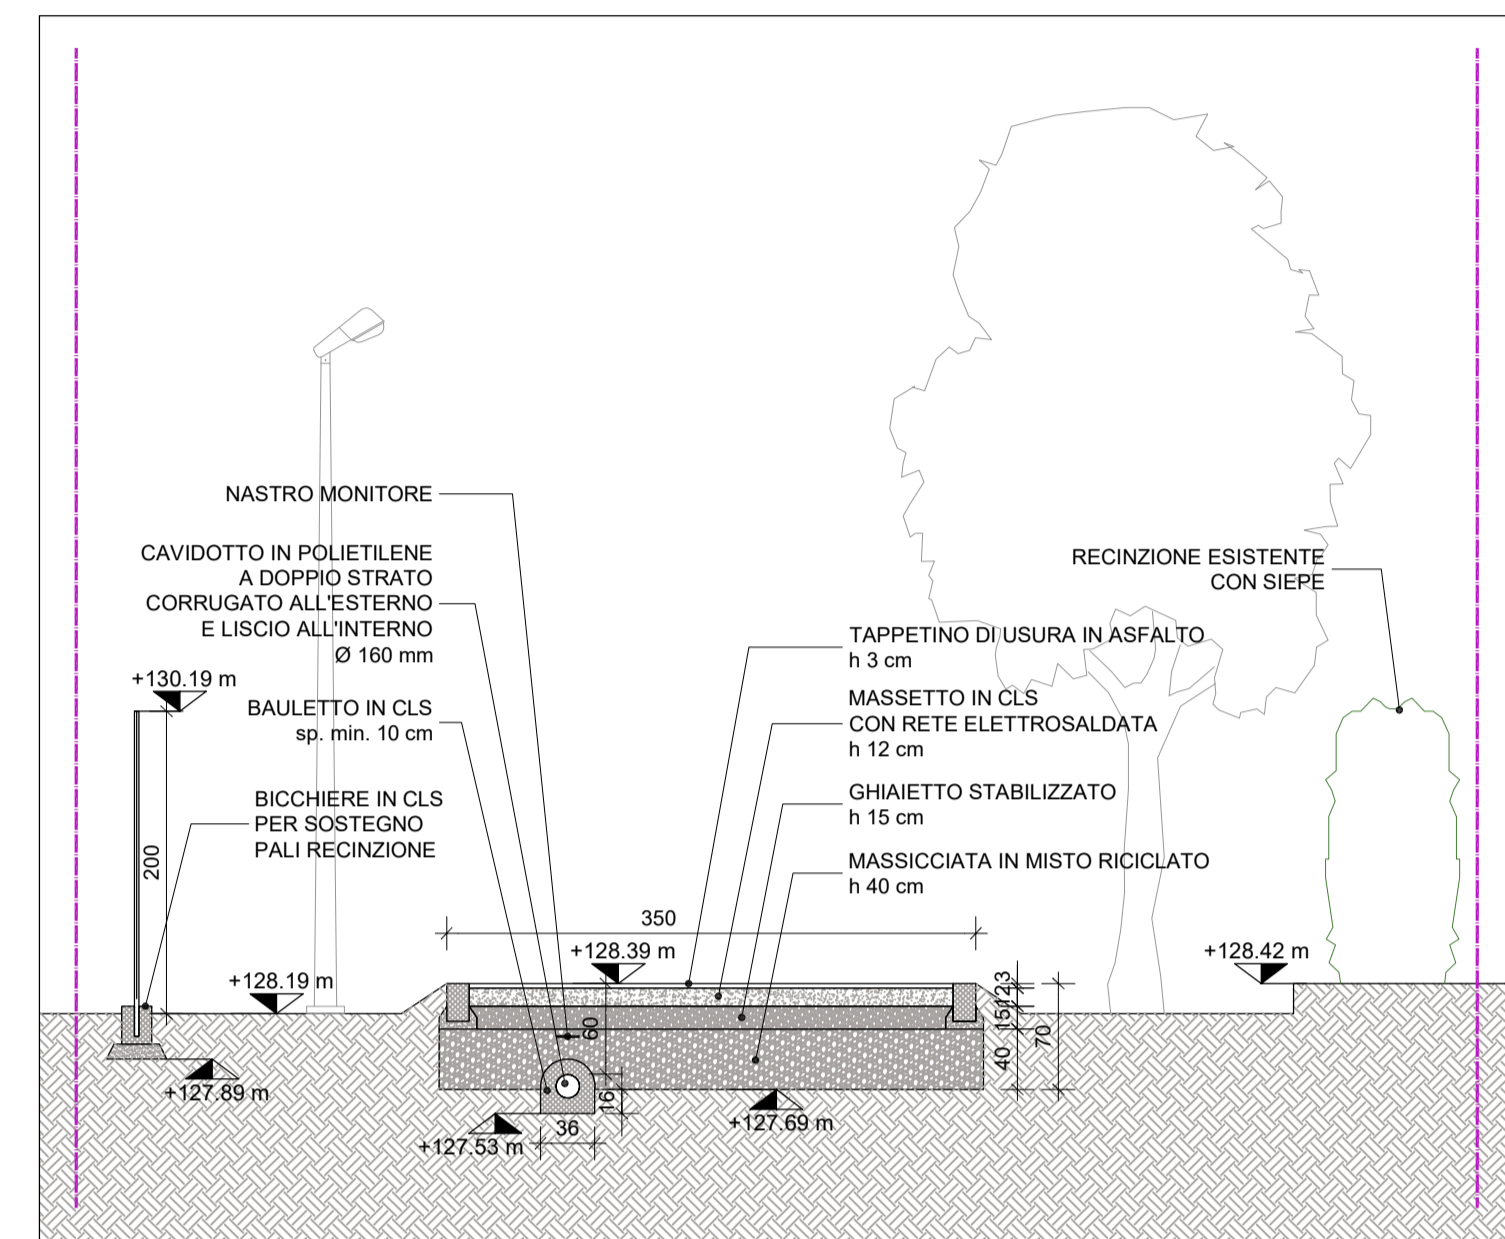 NASTRO MONITORE
CAVIDOTTO IN POLIETILENE
A DOPPIO STRATO
CORRUGATO ALL'ESTERNO
E LISCIO ALL'INTERNO
Ø 160 mm
+130.19 m
BAULETTO IN CLS
sp. min. 10 cm
BICCHIERE IN CLS
PER SOSTEGNO
PALI RECINZIONE
200
RECINZIONE ESISTENTE
CON SIEPE
TAPPETINO DI USURA IN ASFALTO
h 3 cm
MASSETTO IN CLS
CON RETE ELETTROSALDATA
h 12 cm
GHIAIETTO STABILIZZATO
h 15 cm
MASSICCIATA IN MISTO RICICLATO
h 40 cm
350
+128.39 m
+128.42 m
+128.19 m
3
12
15
40
70
60
16
36
+127.89 m
+127.53 m
+127.69 m